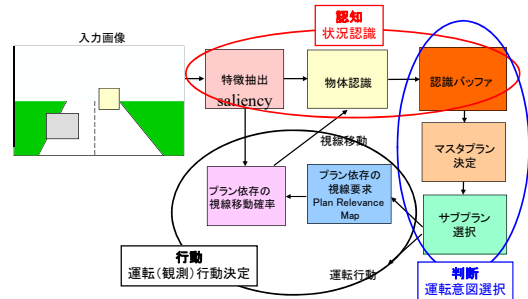 認知
状況認識
入力画像
特徴抽出
saliency
物体認識
認識バッファ
視線移動
マスタプラン
決定
プラン依存の
視線移動確率
プラン依存の
視線要求
Plan Relevance
Map
サブプラン
選択
行動
運転(観測)行動決定
運転行動
判断
運転意図選択